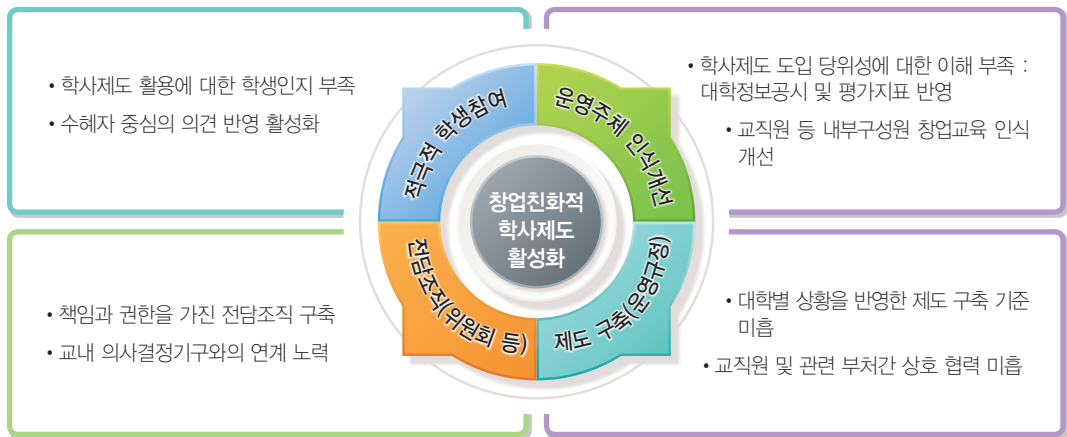 • 학사제도 활용에 대한 학생인지 부족
• 수혜자 중심의 의견 반영 활성화
• 학사제도 도입 당위성에 대한 이해 부족 :
대학정보공시 및 평가지표 반영
• 교직원 등 내부구성원 창업교육 인식
개선
적극적 학생참여
운영주체 인식개선
창업친화적
학사제도
활성화
전담조직(위원회 등)
제도 구축(운영규정)
• 책임과 권한을 가진 전담조직 구축
• 교내 의사결정기구와의 연계 노력
• 대학별 상황을 반영한 제도 구축 기준
미흡
• 교직원 및 관련 부처간 상호 협력 미흡